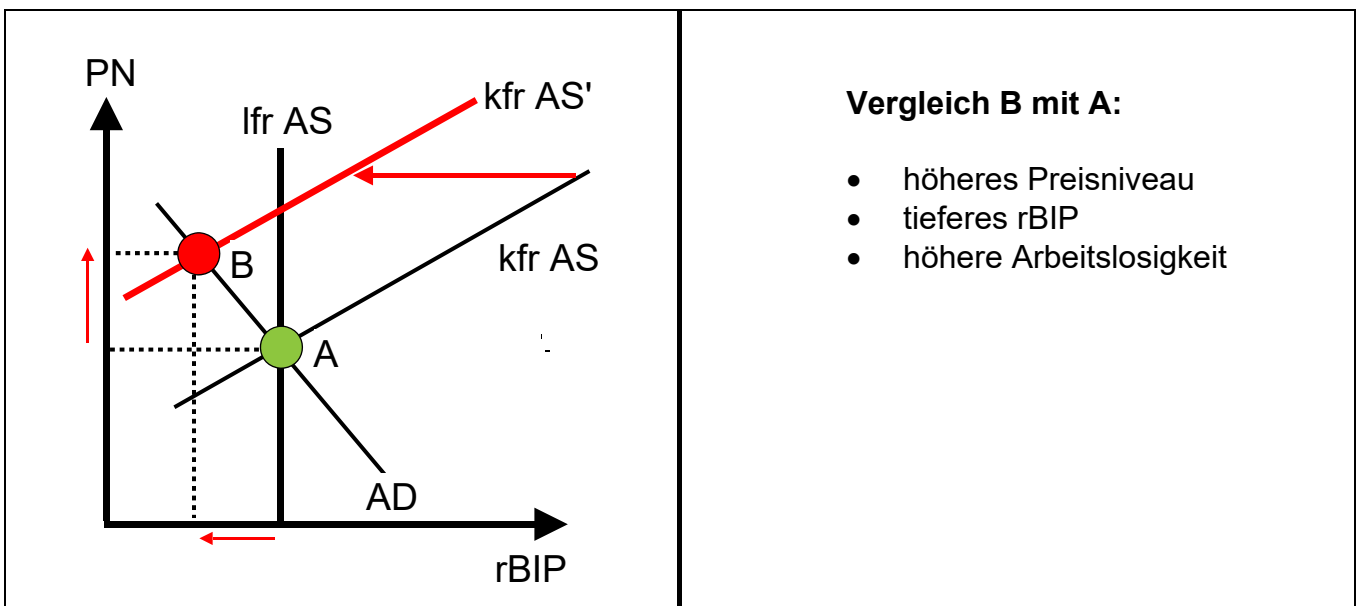 PN
lfr AS
kfr AS'
kfr AS
B
A
AD
rBIP
Vergleich B mit A:
• höheres Preisniveau
• tieferes rBIP
• höhere Arbeitslosigkeit